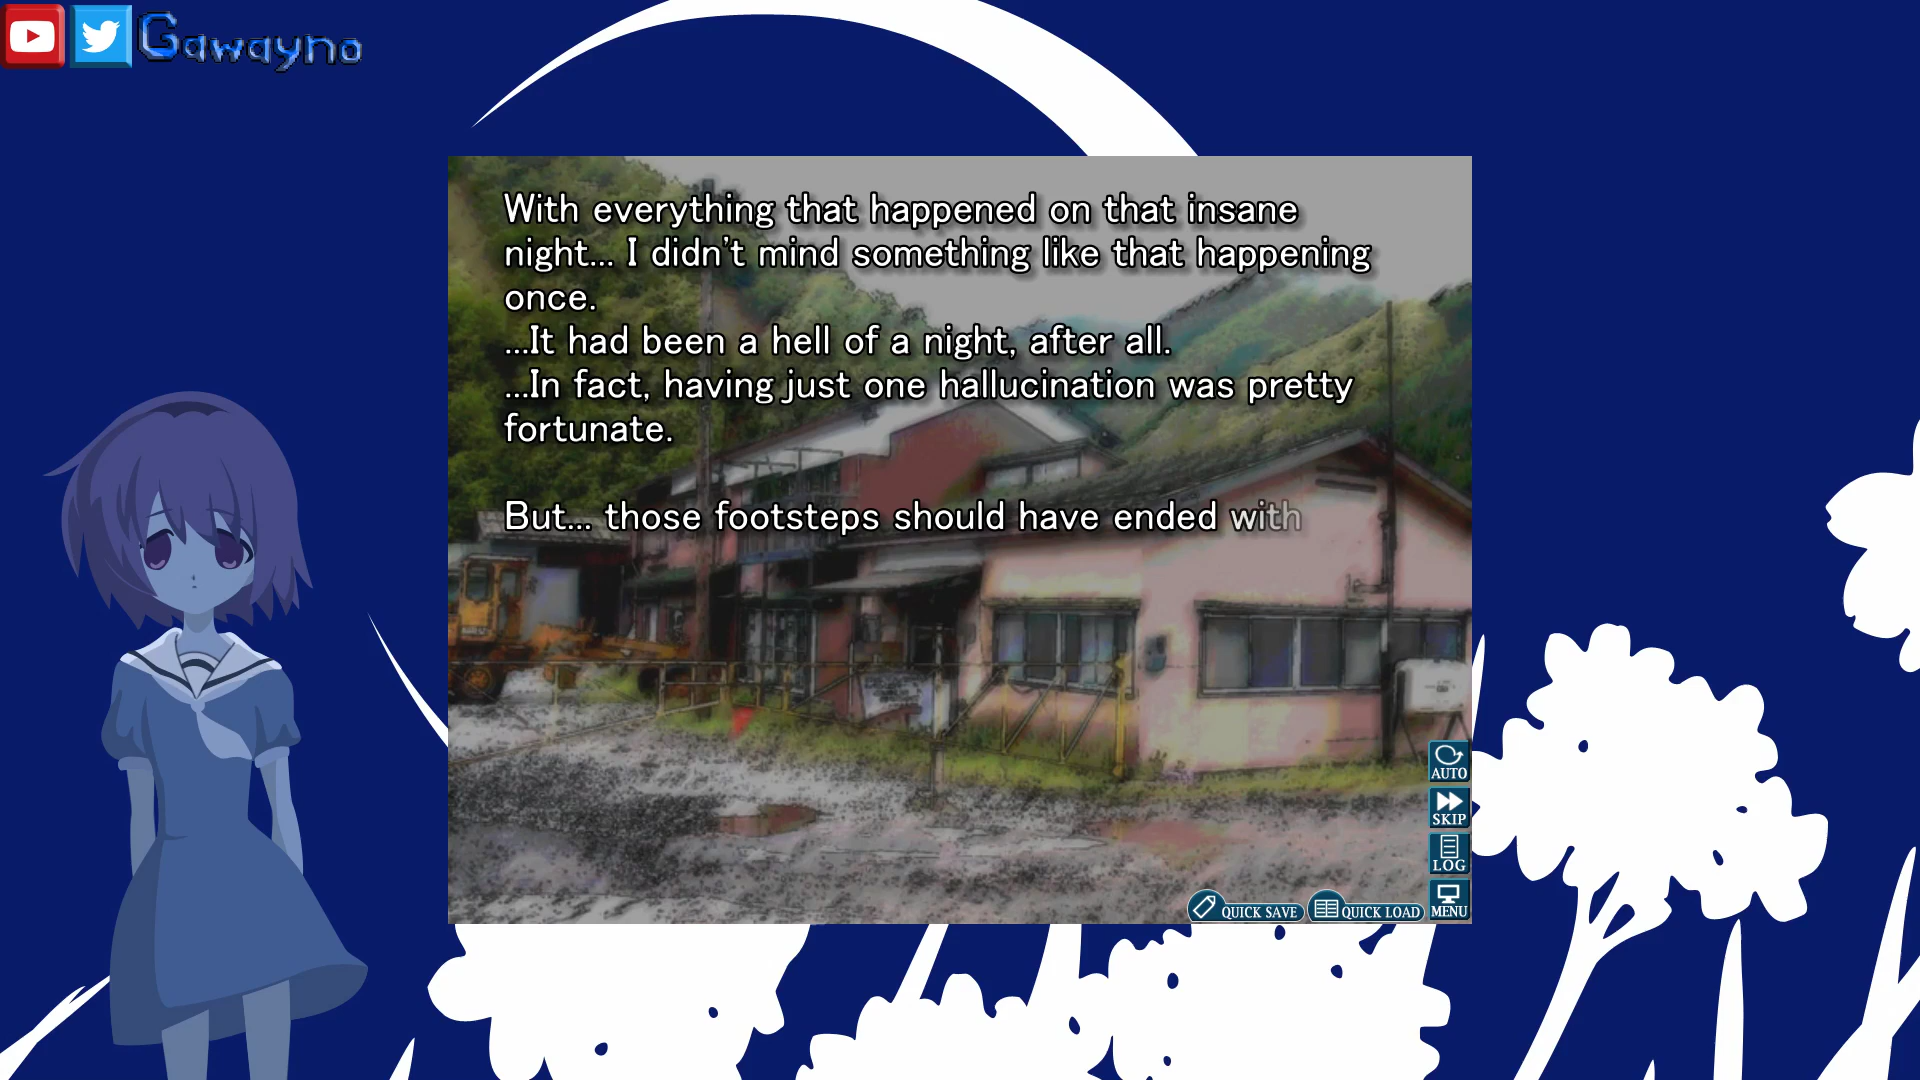 Gawayno
With everything that happened on that insane
night... I didn't mind something like that happening
once.
...It had been a hell of a night, after all.
...In fact, having just one hallucination was pretty
fortunate.
But... those footsteps should have ended with
AUTO
SKIP
LOG
MENU
QUICK SAVE
QUICK LOAD